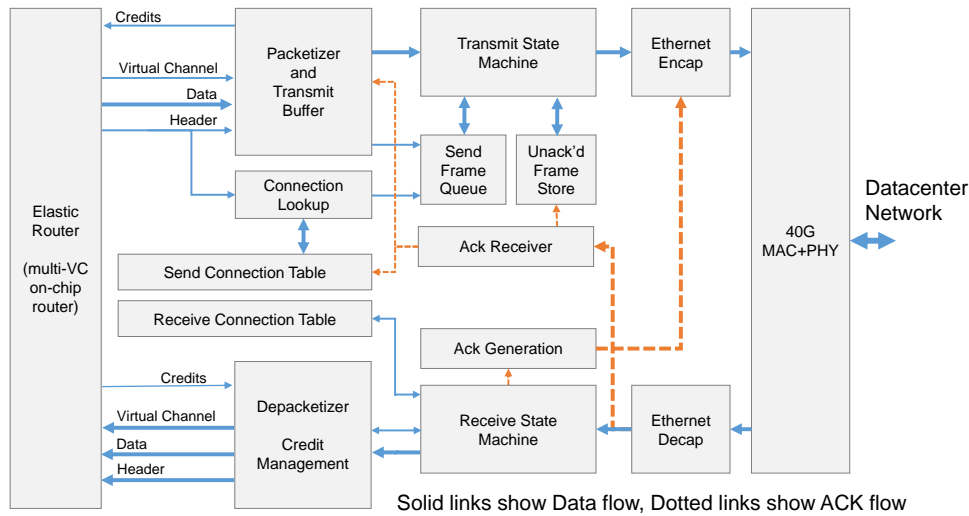 Credits
Virtual Channel
Data
Header
Packetizer
and
Transmit
Buffer
Transmit State
Machine
Ethernet
Encap
Send
Frame
Queue
Unack'd
Frame
Store
Connection
Lookup
Elastic
Router
(multi-VC
on-chip
router)
Ack Receiver
Send Connection Table
Receive Connection Table
40G
MAC+PHY
Datacenter
Network
Ack Generation
Credits
Virtual Channel
Data
Header
Depacketizer
Credit
Management
Receive State
Machine
Ethernet
Decap
Solid links show Data flow, Dotted links show ACK flow